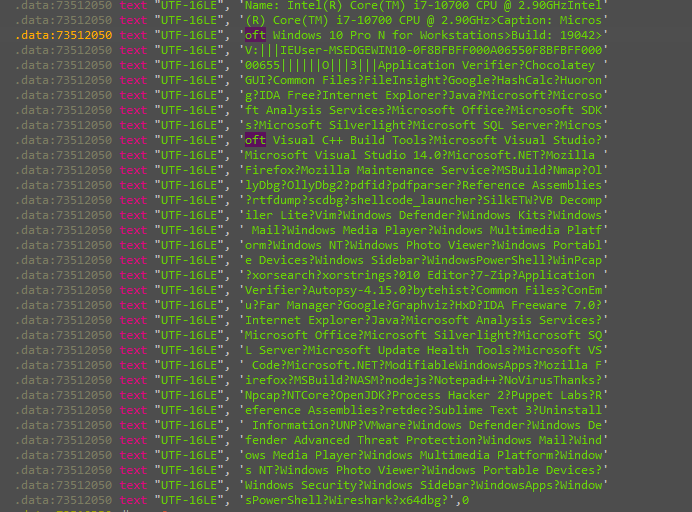 .data:73512050 text "UTF-16LE", 'Name: Intel(R) Core(TM) i7-10700 CPU @ 2.90GHzIntel'
.data:73512050 text "UTF-16LE", '(R) Core(TM) i7-10700 CPU @ 2.90GHz>Caption: Micros'
.data:73512050 text "UTF-16LE", 'oft Windows 10 Pro N for Workstations>Build: 19042>'
.data:73512050 text "UTF-16LE", 'V:|||IEUser-MSEDGEWIN10-0F8BFBFF000A06550F8BFBFF000'
.data:73512050 text "UTF-16LE", '00655||||||O|||3|||Application Verifier?Chocolatey '
.data:73512050 text "UTF-16LE", 'GUI?Common Files?FileInsight?Google?HashCalc?Huoron'
.data:73512050 text "UTF-16LE", 'g?IDA Free?Internet Explorer?Java?Microsoft?Microso'
.data:73512050 text "UTF-16LE", 'ft Analysis Services?Microsoft Office?Microsoft SDK'
.data:73512050 text "UTF-16LE", 's?Microsoft Silverlight?Microsoft SQL Server?Micros'
.data:73512050 text "UTF-16LE", 'oft Visual C++ Build Tools?Microsoft Visual Studio?'
.data:73512050 text "UTF-16LE", 'Microsoft Visual Studio 14.0?Microsoft.NET?Mozilla '
.data:73512050 text "UTF-16LE", 'Firefox?Mozilla Maintenance Service?MSBuild?Nmap?Ol'
.data:73512050 text "UTF-16LE", 'lyDbg?OllyDbg2?pdfid?pdfparser?Reference Assemblies'
.data:73512050 text "UTF-16LE", '?rtfdump?scdbg?shellcode_launcher?SilkETW?VB Decomp'
.data:73512050 text "UTF-16LE", 'iler Lite?Vim?Windows Defender?Windows Kits?Windows'
.data:73512050 text "UTF-16LE", ' Mail?Windows Media Player?Windows Multimedia Platf'
.data:73512050 text "UTF-16LE", 'orm?Windows NT?Windows Photo Viewer?Windows Portabl'
.data:73512050 text "UTF-16LE", 'e Devices?Windows Sidebar?WindowsPowerShell?WinPcap'
.data:73512050 text "UTF-16LE", '?xorsearch?xorstrings?010 Editor?7-Zip?Application '
.data:73512050 text "UTF-16LE", 'Verifier?Autopsy-4.15.0?bytehist?Common Files?ConEm'
.data:73512050 text "UTF-16LE", 'u?Far Manager?Google?Graphviz?HxD?IDA Freeware 7.0?'
.data:73512050 text "UTF-16LE", 'Internet Explorer?Java?Microsoft Analysis Services?'
.data:73512050 text "UTF-16LE", 'Microsoft Office?Microsoft Silverlight?Microsoft SQ'
.data:73512050 text "UTF-16LE", 'L Server?Microsoft Update Health Tools?Microsoft VS'
.data:73512050 text "UTF-16LE", ' Code?Microsoft.NET?ModifiableWindowsApps?Mozilla F'
.data:73512050 text "UTF-16LE", 'irefox?MSBuild?NASM?nodejs?Notepad++?NoVirusThanks?'
.data:73512050 text "UTF-16LE", 'Npcap?NTCore?OpenJDK?Process Hacker 2?Puppet Labs?R'
.data:73512050 text "UTF-16LE", 'eference Assemblies?retdec?Sublime Text 3?Uninstall'
.data:73512050 text "UTF-16LE", ' Information?UNP?VMware?Windows Defender?Windows De'
.data:73512050 text "UTF-16LE", 'fender Advanced Threat Protection?Windows Mail?Wind'
.data:73512050 text "UTF-16LE", 'ows Media Player?Windows Multimedia Platform?Window'
.data:73512050 text "UTF-16LE", 's NT?Windows Photo Viewer?Windows Portable Devices?'
.data:73512050 text "UTF-16LE", 'Windows Security?Windows Sidebar?WindowsApps?Window'
.data:73512050 text "UTF-16LE", 'sPowerShell?Wireshark?x64dbg?',0